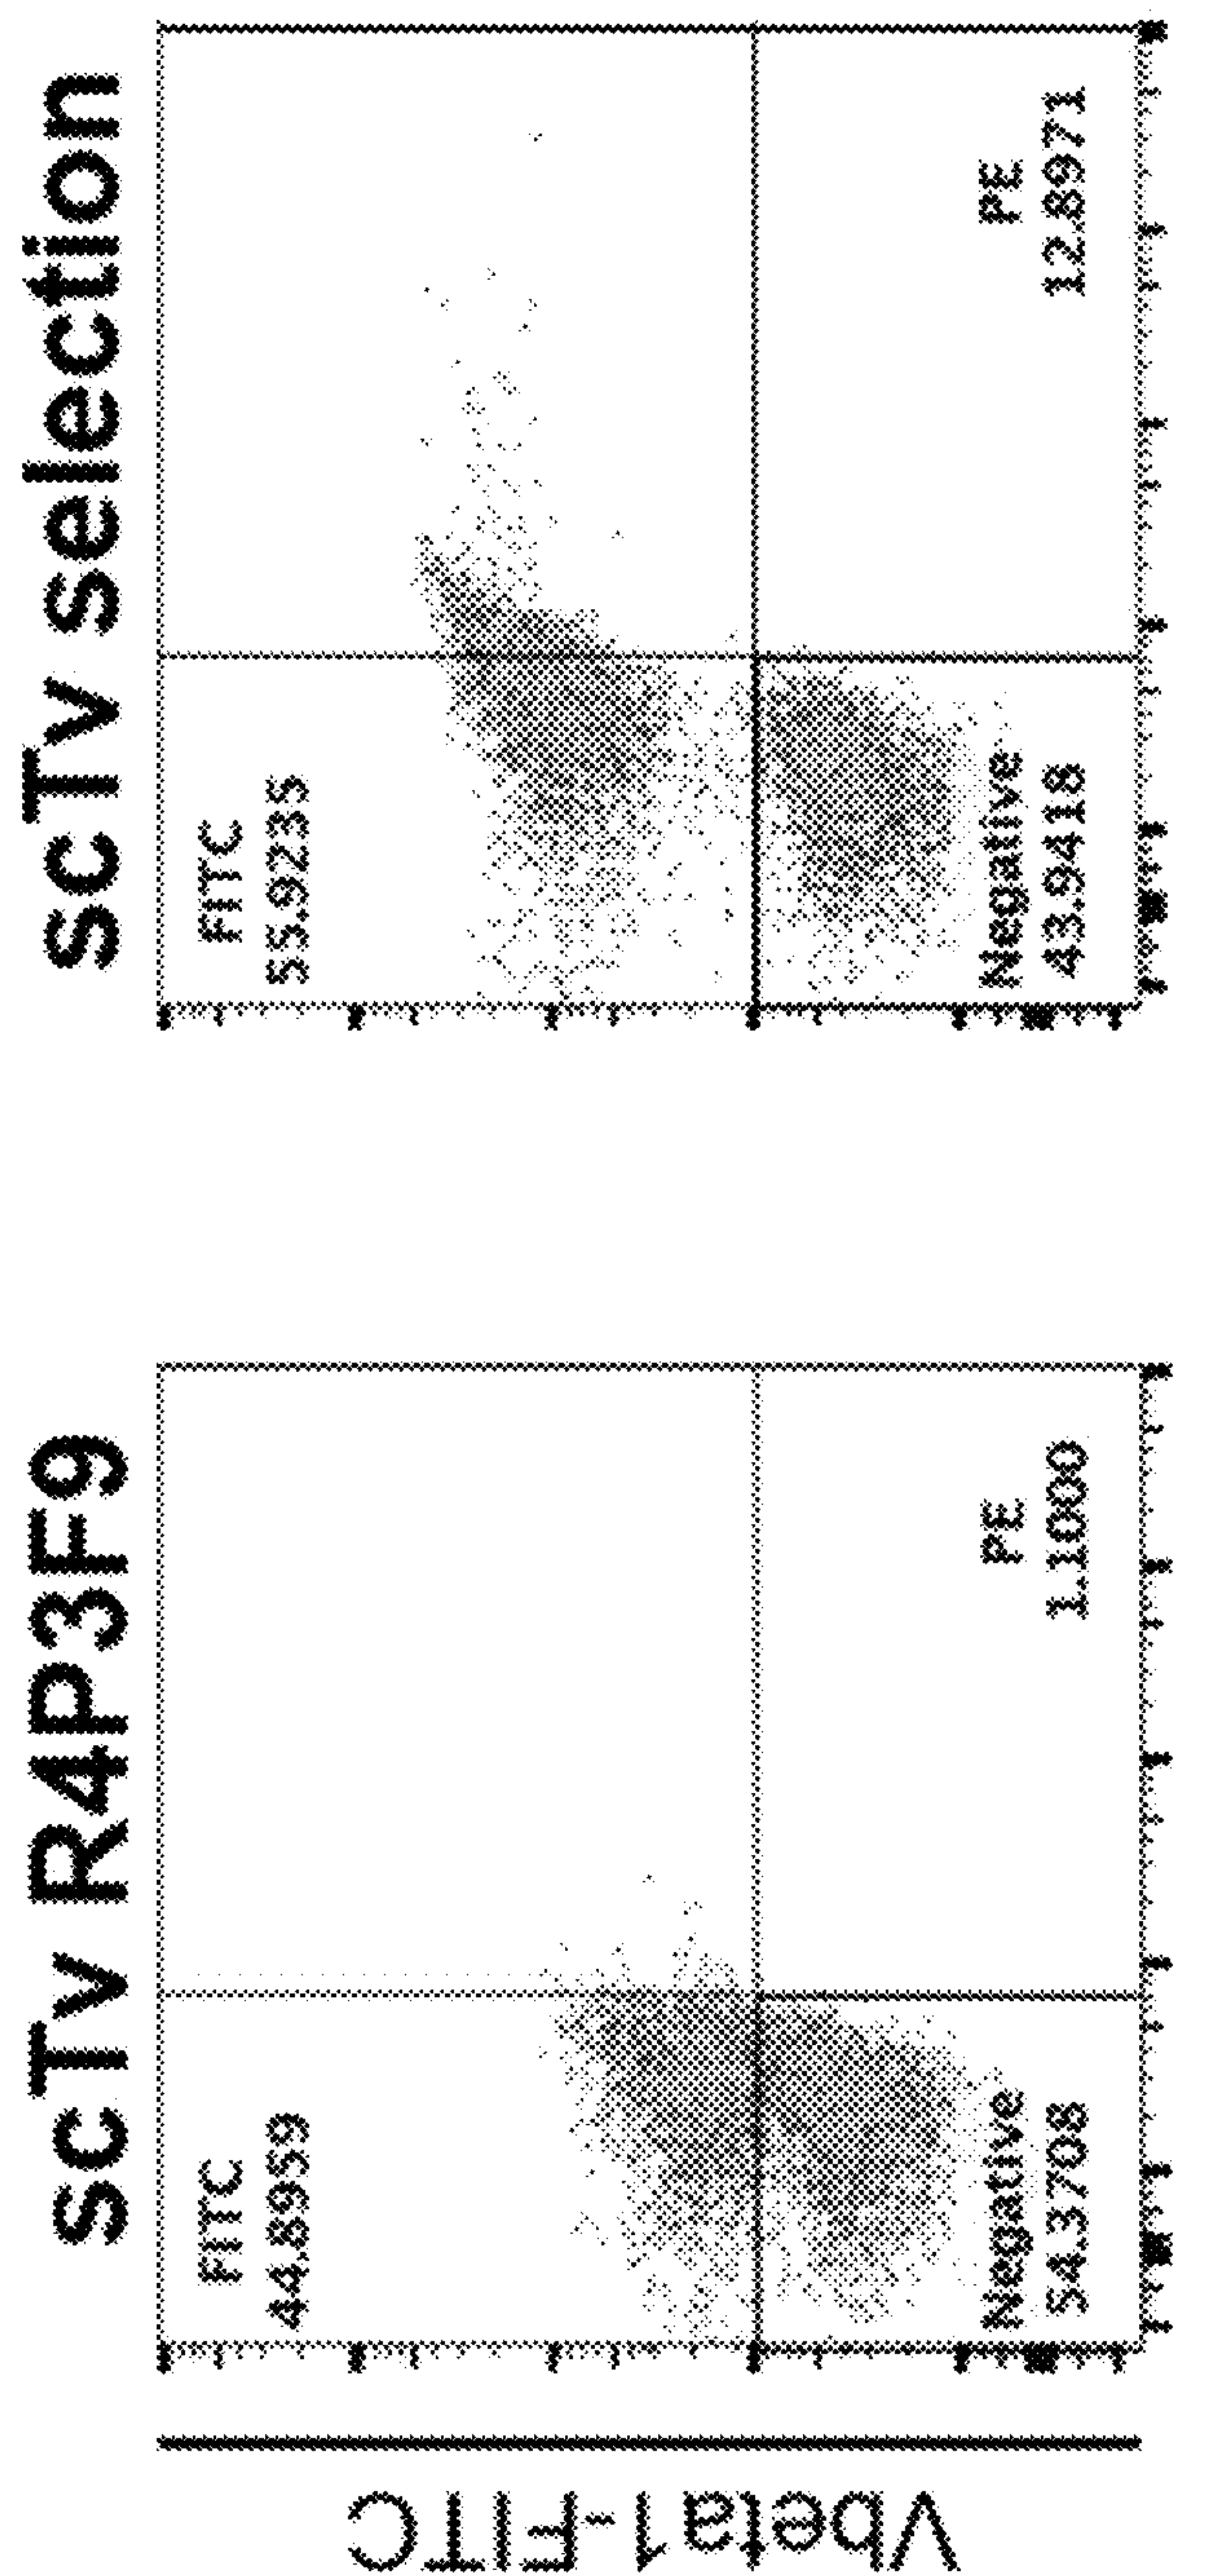 scTv R4P3F9
FITC
44.8959
Negative
54.3708
PE
1.1000
scTv selection
FITC
55.9235
Negative
43.9418
PE
12.8971
Vbeta1-FITC